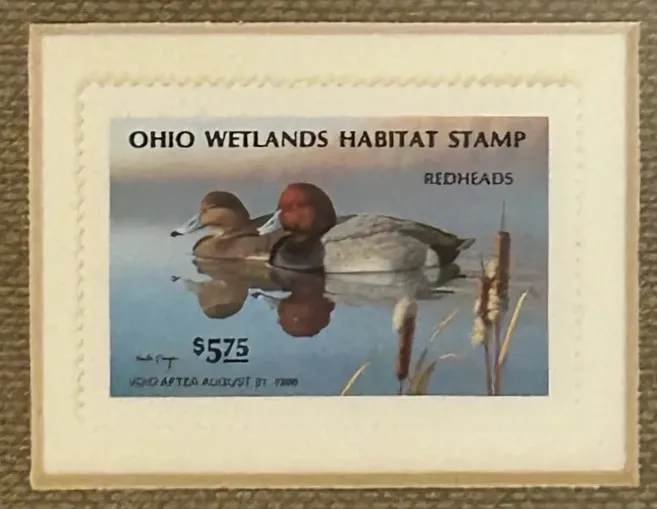 OHIO WETLANDS HABITAT STAMP
REDHEADS
$5.75
VOID AFTER AUGUST 31